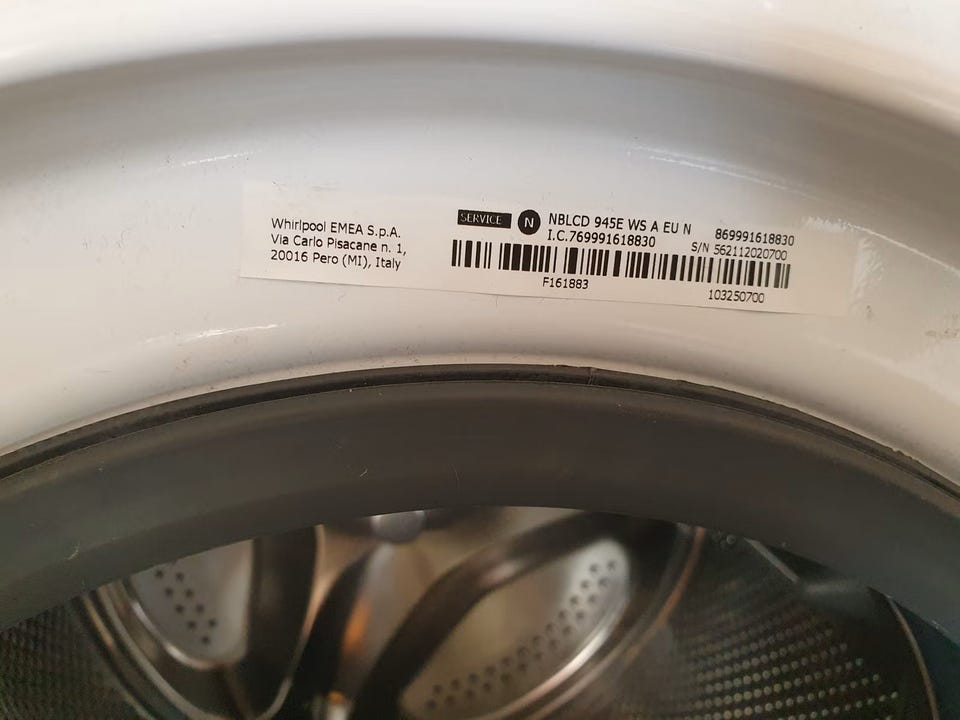 Whirlpool EMEA S.p.A.
Via Carlo Pisacane n. 1,
20016 Pero (MI), Italy
SERVICE N NBLCD 945E WS A EU N 869991618830
I.C.769991618830 S/N 562112020700
F161883 103250700